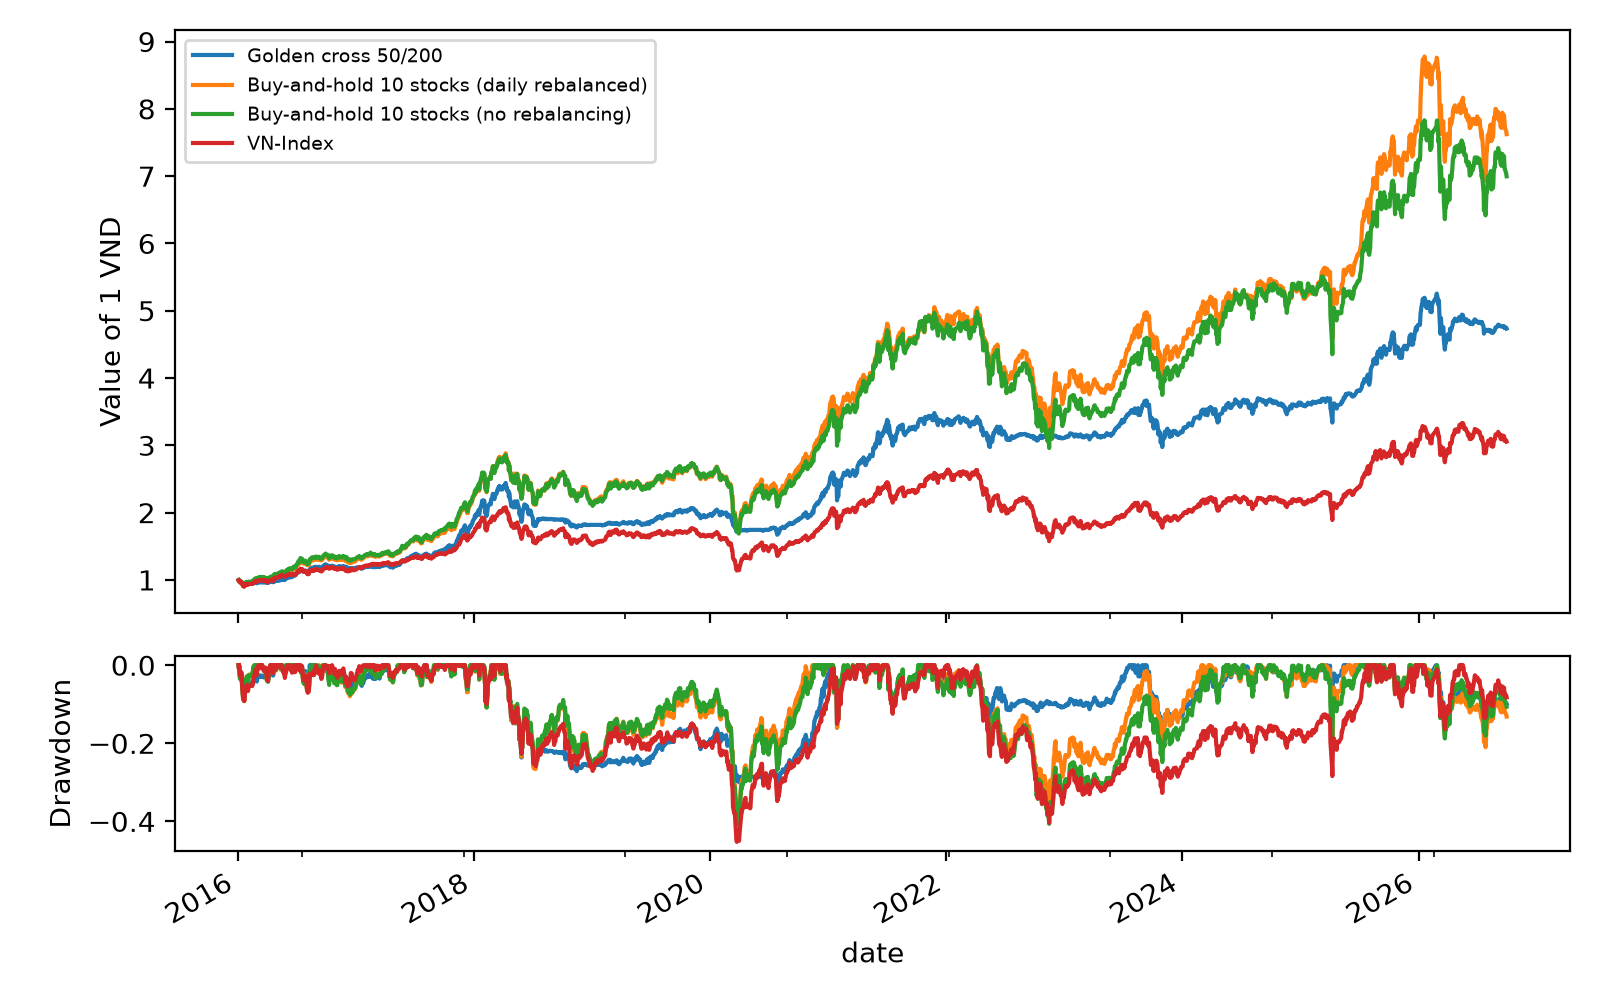 9
8
7
6
5
4
3
2
1
Value of 1 VND
Golden cross 50/200
Buy-and-hold 10 stocks (daily rebalanced)
Buy-and-hold 10 stocks (no rebalancing)
VN-Index
0.0
−0.2
−0.4
Drawdown
2016
2018
2020
2022
2024
2026
date